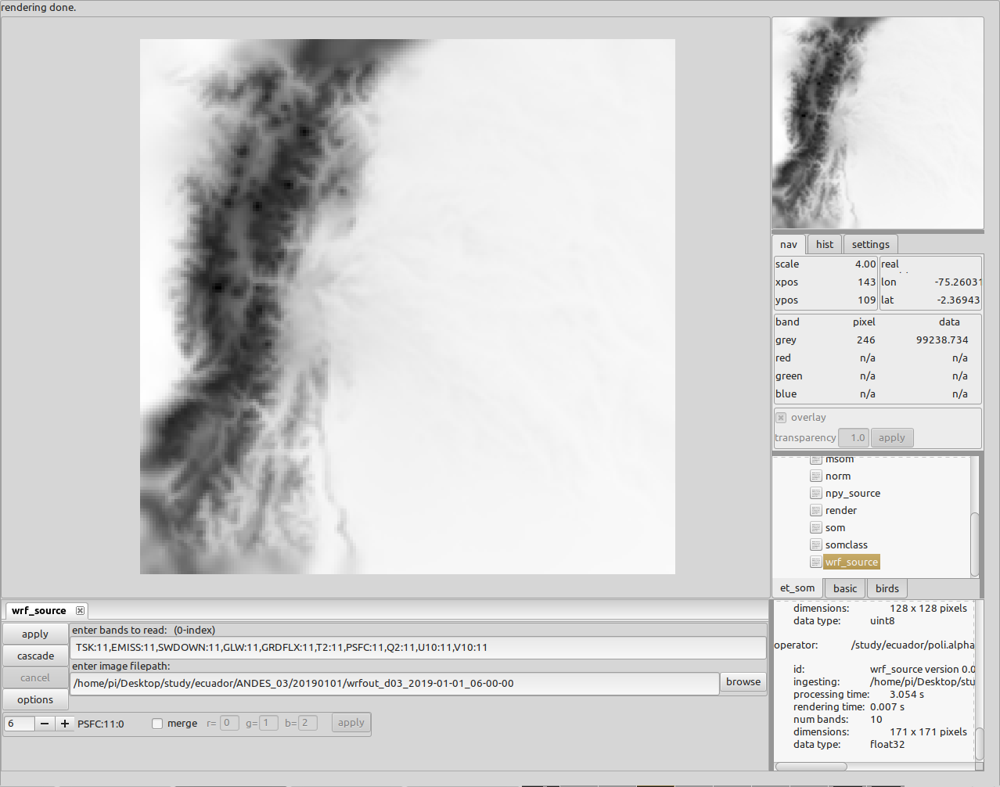 rendering done.
nav hist settings
scale 4.00 real
xpos 143 lon -75.26031
ypos 109 lat -2.36943
band pixel data
grey 246 99238.734
red n/a n/a
green n/a n/a
blue n/a n/a
overlay
transparency 1.0 apply
msom
norm
npy_source
render
som
somclass
wrf_source
et_som basic birds
wrf_source
apply
cascade
cancel
options
enter bands to read: (0-index)
TSK:11,EMISS:11,SWDOWN:11,GLW:11,GRDFLX:11,T2:11,PSFC:11,Q2:11,U10:11,V10:11
enter image filepath:
/home/pi/Desktop/study/ecuador/ANDES_03/20190101/wrfout_d03_2019-01-01_06-00-00 browse
6 PSFC:11:0 merge r= 0 g= 1 b= 2 apply
dimensions: 128 x 128 pixels
data type: uint8
operator: /study/ecuador/poli.alpha
id: wrf_source version 0.0
ingesting: /home/pi/Desktop/stu
processing time: 3.054 s
rendering time: 0.007 s
num bands: 10
dimensions: 171 x 171 pixels
data type: float32